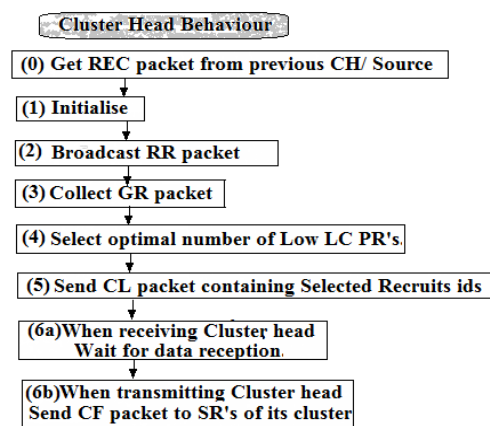 Cluster Head Behaviour
(0) Get REC packet from previous CH/ Source
(1) Initialise
(2) Broadcast RR packet
(3) Collect GR packet
(4) Select optimal number of Low LC PR's.
(5) Send CL packet containing Selected Recruits ids
(6a)When receiving Cluster head
Wait for data reception.
(6b)When transmitting Cluster head
Send CF packet to SR's of its cluster